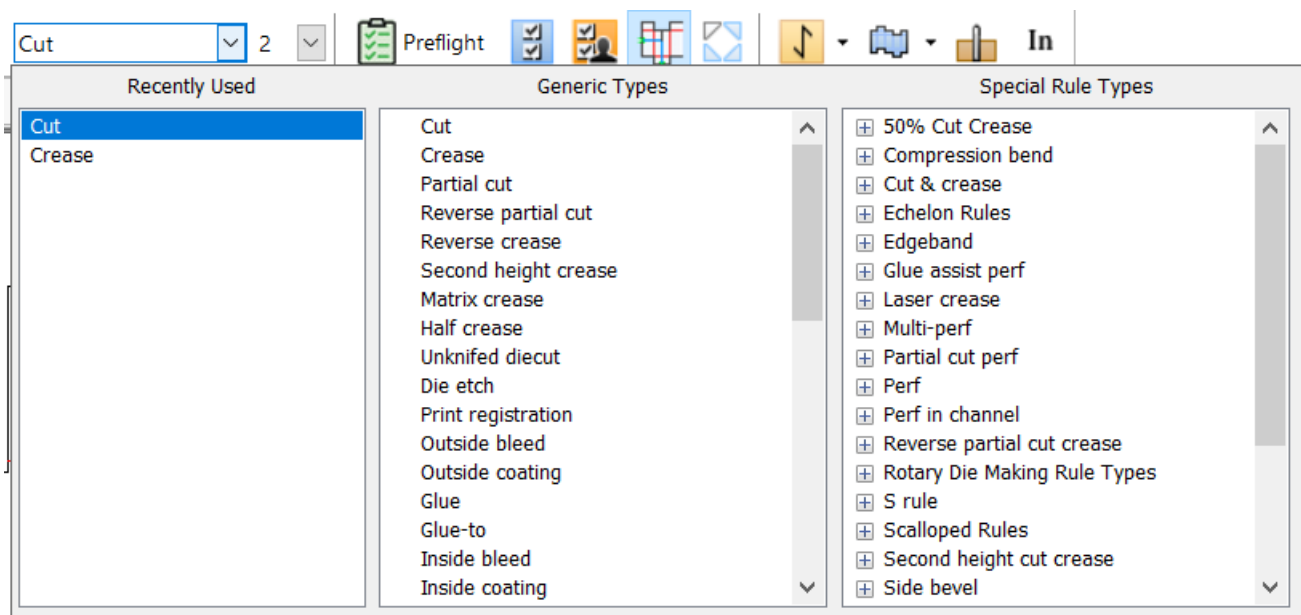 Cut 2 Preflight In
Recently Used
Cut
Crease
Generic Types
Cut
Crease
Partial cut
Reverse partial cut
Reverse crease
Second height crease
Matrix crease
Half crease
Unknifed diecut
Die etch
Print registration
Outside bleed
Outside coating
Glue
Glue-to
Inside bleed
Inside coating
Special Rule Types
50% Cut Crease
Compression bend
Cut & crease
Echelon Rules
Edgeband
Glue assist perf
Laser crease
Multi-perf
Partial cut perf
Perf
Perf in channel
Reverse partial cut crease
Rotary Die Making Rule Types
S rule
Scalloped Rules
Second height cut crease
Side bevel